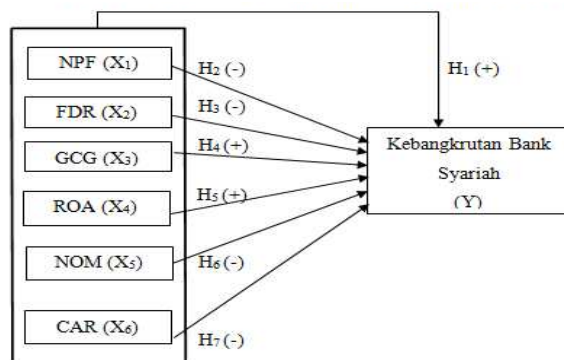 NPF (X₁)
H₂ (-)
H₁ (+)
FDR (X₂)
H₃ (-)
GCG (X₃)
H₄ (+)
Kebangkrutan Bank
Syariah
(Y)
ROA (X₄)
H₅ (+)
NOM (X₅)
H₆ (-)
CAR (X₆)
H₇ (-)